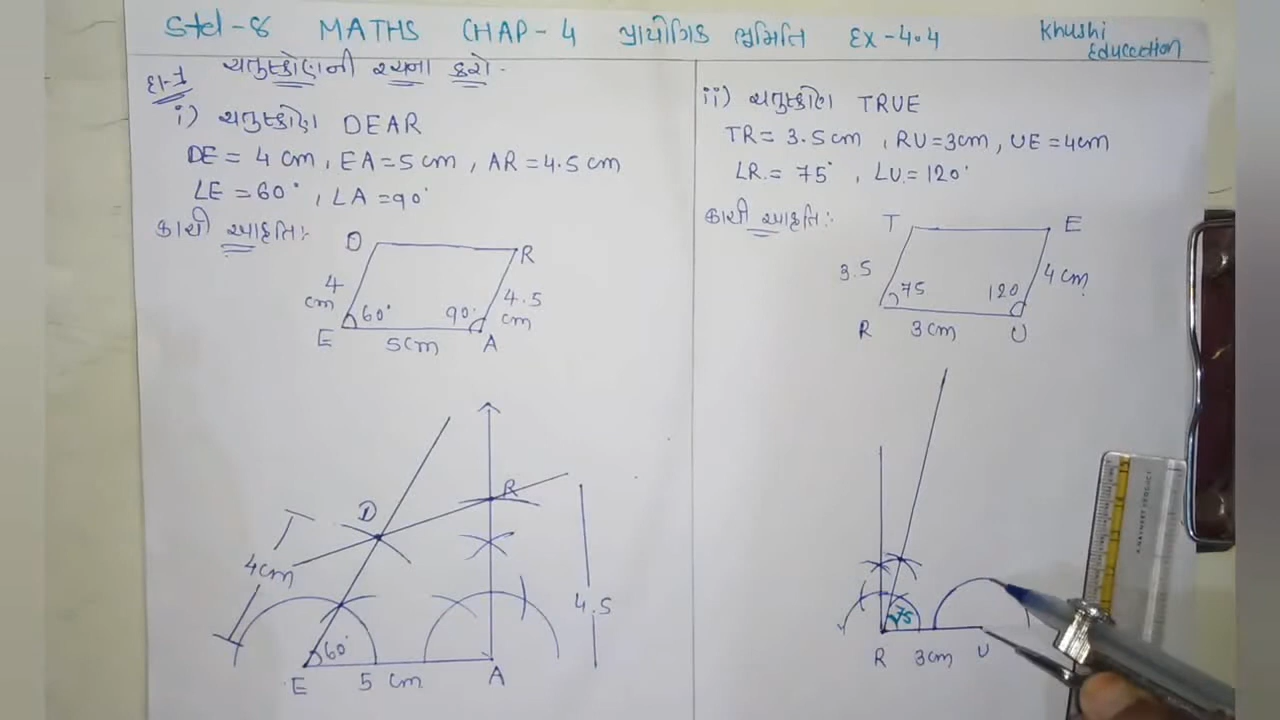 Std-8 MATHS CHAP-4 પ્રાયોગિક ભૂમિતિ Ex-4.4
Khushi
Education
દા-1 ચતુષ્કોણની રચના કરો.
i) ચતુષ્કોણ DEAR
DE = 4 cm, EA = 5 cm, AR = 4.5 cm
∠E = 60°, ∠A = 90°
કાચી આકૃતિ:-
D
R
4
cm
60°
90°
4.5
cm
E
5cm
A
R
D
4cm
4.5
60°
E
5 cm
A
ii) ચતુષ્કોણ TRUE
TR = 3.5 cm, RU = 3cm, UE = 4cm
∠R = 75°, ∠U = 120°
કાચી આકૃતિ:-
T
E
3.5
75
120
4 cm
R
3cm
U
75
R
3cm
U